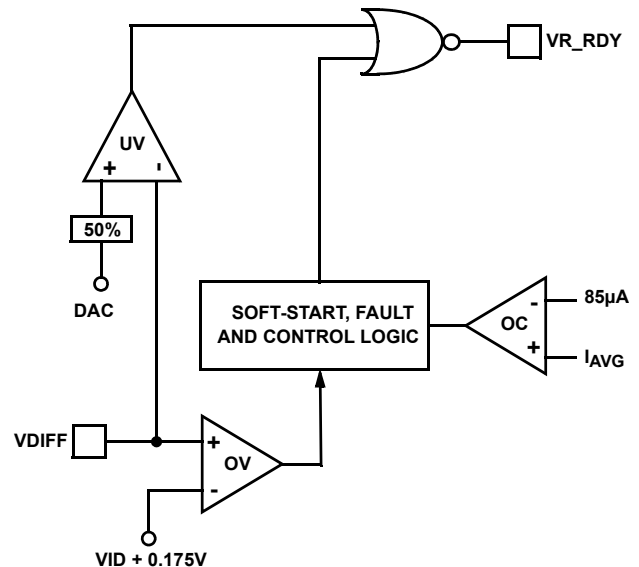 VR_RDY
UV
+ -
50%
DAC
SOFT-START, FAULT
AND CONTROL LOGIC
- 85µA
OC
+ IAVG
VDIFF
+
OV
-
VID + 0.175V